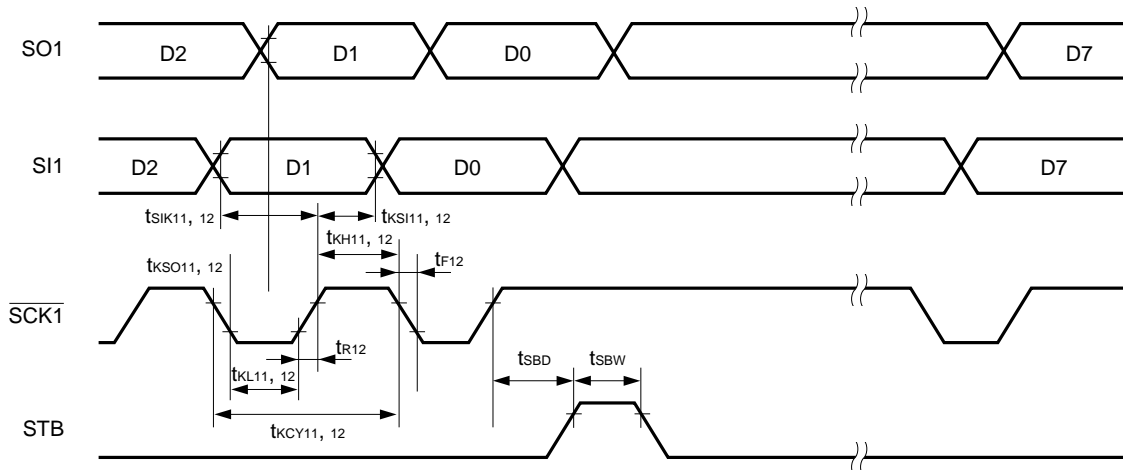 SO1
D2
D1
D0
D7
SI1
D2
D1
D0
D7
tSIK11, 12
tKSI11, 12
tKH11, 12
tF12
tKSO11, 12
SCK1
tR12
tKL11, 12
tSBD
tSBW
tKCY11, 12
STB